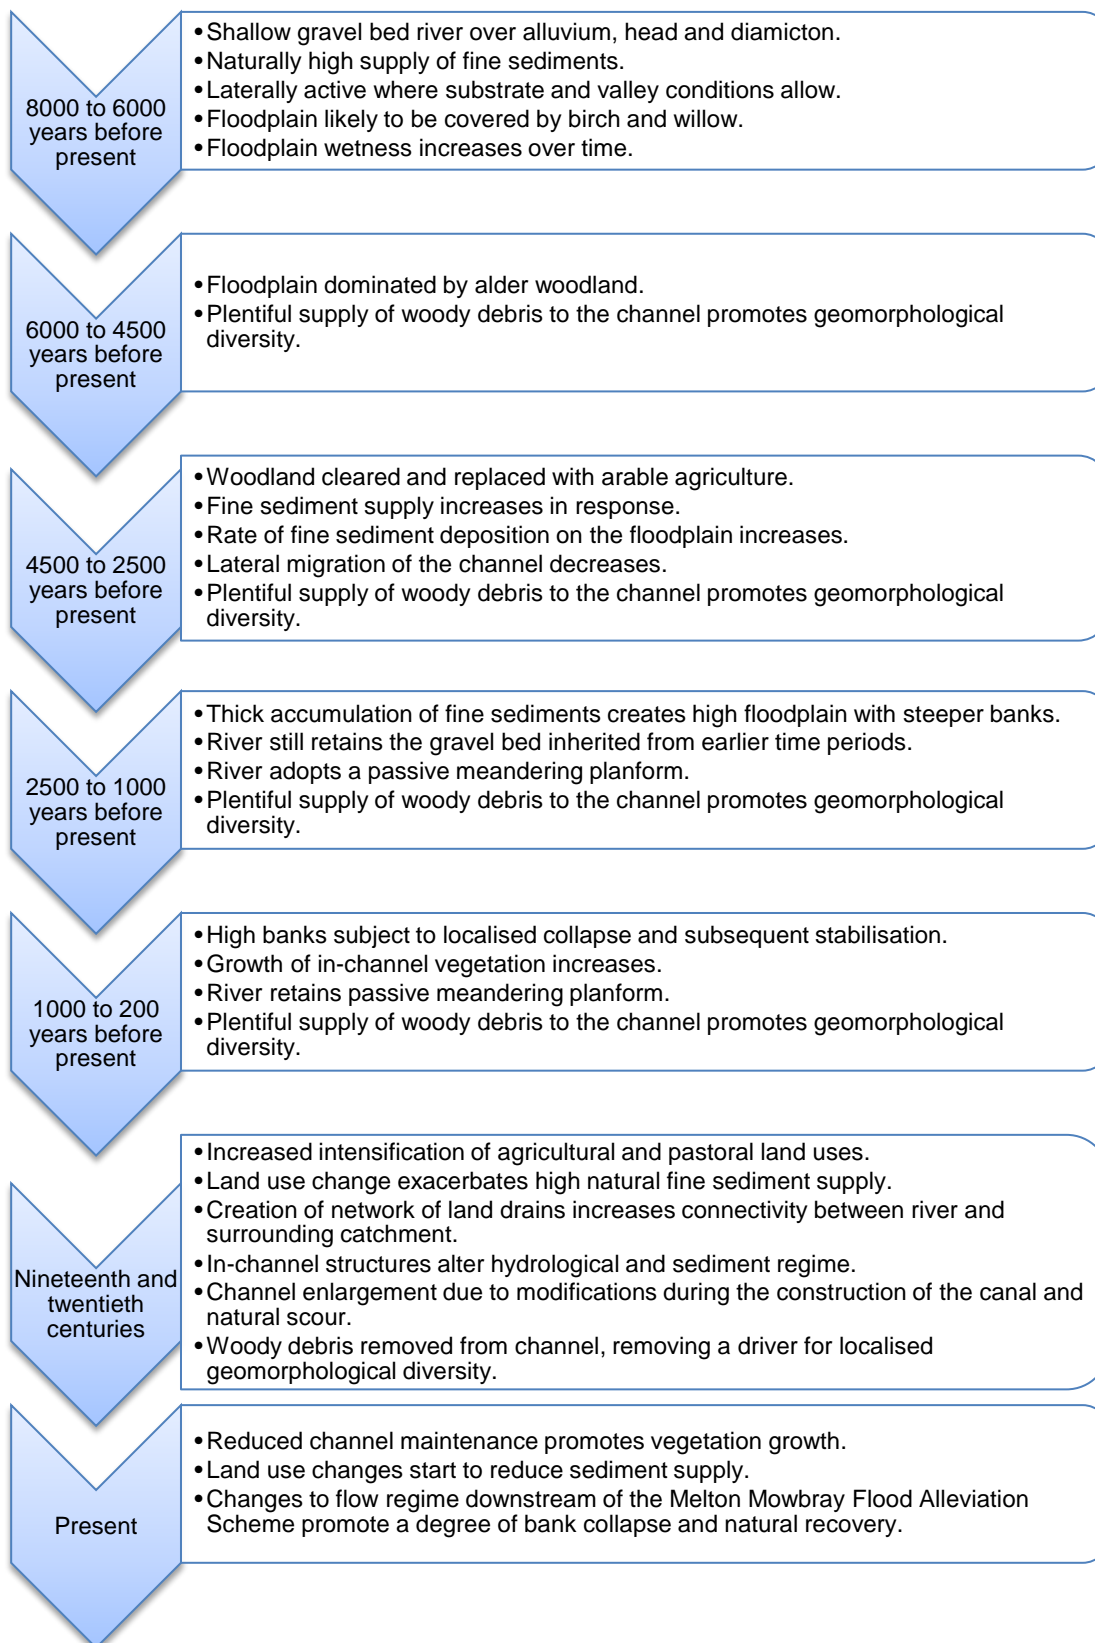 8000 to 6000
years before
present
•Shallow gravel bed river over alluvium, head and diamicton.
•Naturally high supply of fine sediments.
•Laterally active where substrate and valley conditions allow.
•Floodplain likely to be covered by birch and willow.
•Floodplain wetness increases over time.
6000 to 4500
years before
present
•Floodplain dominated by alder woodland.
•Plentiful supply of woody debris to the channel promotes geomorphological
diversity.
4500 to 2500
years before
present
•Woodland cleared and replaced with arable agriculture.
•Fine sediment supply increases in response.
•Rate of fine sediment deposition on the floodplain increases.
•Lateral migration of the channel decreases.
•Plentiful supply of woody debris to the channel promotes geomorphological
diversity.
2500 to 1000
years before
present
•Thick accumulation of fine sediments creates high floodplain with steeper banks.
•River still retains the gravel bed inherited from earlier time periods.
•River adopts a passive meandering planform.
•Plentiful supply of woody debris to the channel promotes geomorphological
diversity.
1000 to 200
years before
present
•High banks subject to localised collapse and subsequent stabilisation.
•Growth of in-channel vegetation increases.
•River retains passive meandering planform.
•Plentiful supply of woody debris to the channel promotes geomorphological
diversity.
Nineteenth and
twentieth
centuries
•Increased intensification of agricultural and pastoral land uses.
•Land use change exacerbates high natural fine sediment supply.
•Creation of network of land drains increases connectivity between river and
surrounding catchment.
•In-channel structures alter hydrological and sediment regime.
•Channel enlargement due to modifications during the construction of the canal and
natural scour.
•Woody debris removed from channel, removing a driver for localised
geomorphological diversity.
Present
•Reduced channel maintenance promotes vegetation growth.
•Land use changes start to reduce sediment supply.
•Changes to flow regime downstream of the Melton Mowbray Flood Alleviation
Scheme promote a degree of bank collapse and natural recovery.